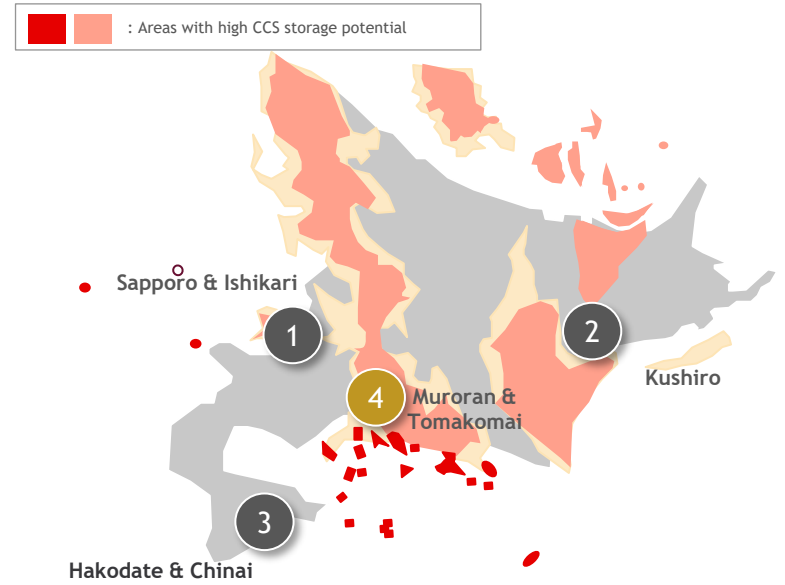 : Areas with high CCS storage potential
Sapporo & Ishikari
1
2
Kushiro
4
Muroran &
Tomakomai
3
Hakodate & Chinai